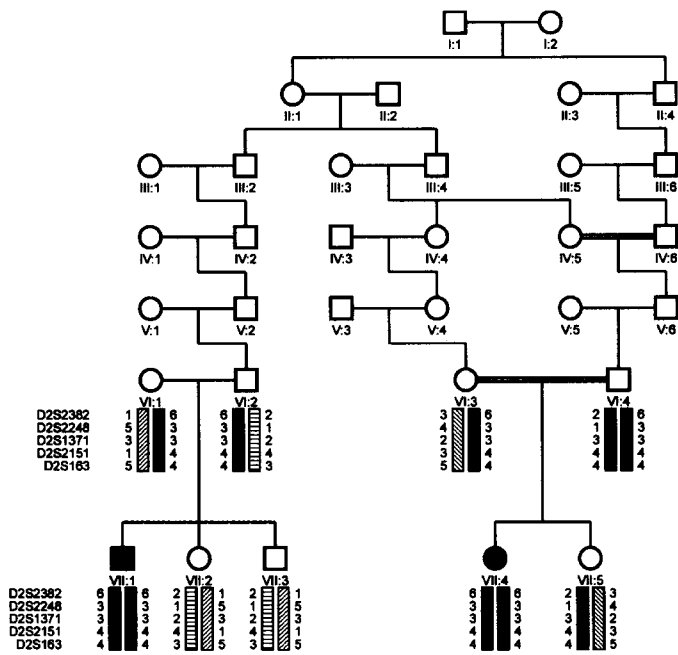 I:1 I:2
II:1 II:2 II:3 II:4
III:1 III:2 III:3 III:4 III:5 III:6
IV:1 IV:2 IV:3 IV:4 IV:5 IV:6
V:1 V:2 V:3 V:4 V:5 V:6
VI:1 VI:2 VI:3 VI:4
D2S2382 1 6 6 2 3 6 2 6
D2S2248 5 3 3 1 4 3 1 3
D2S1371 3 3 3 2 2 3 3 3
D2S2151 1 4 4 4 3 4 4 4
D2S163 5 4 4 3 5 4 4 4
VII:1 VII:2 VII:3 VII:4 VII:5
D2S2382 6 6 2 1 2 1 6 6 2 3
D2S2248 3 3 1 5 1 5 3 3 1 4
D2S1371 3 3 2 3 2 3 3 3 3 2
D2S2151 4 4 4 1 4 1 4 4 4 3
D2S163 4 4 3 5 3 5 4 4 4 5